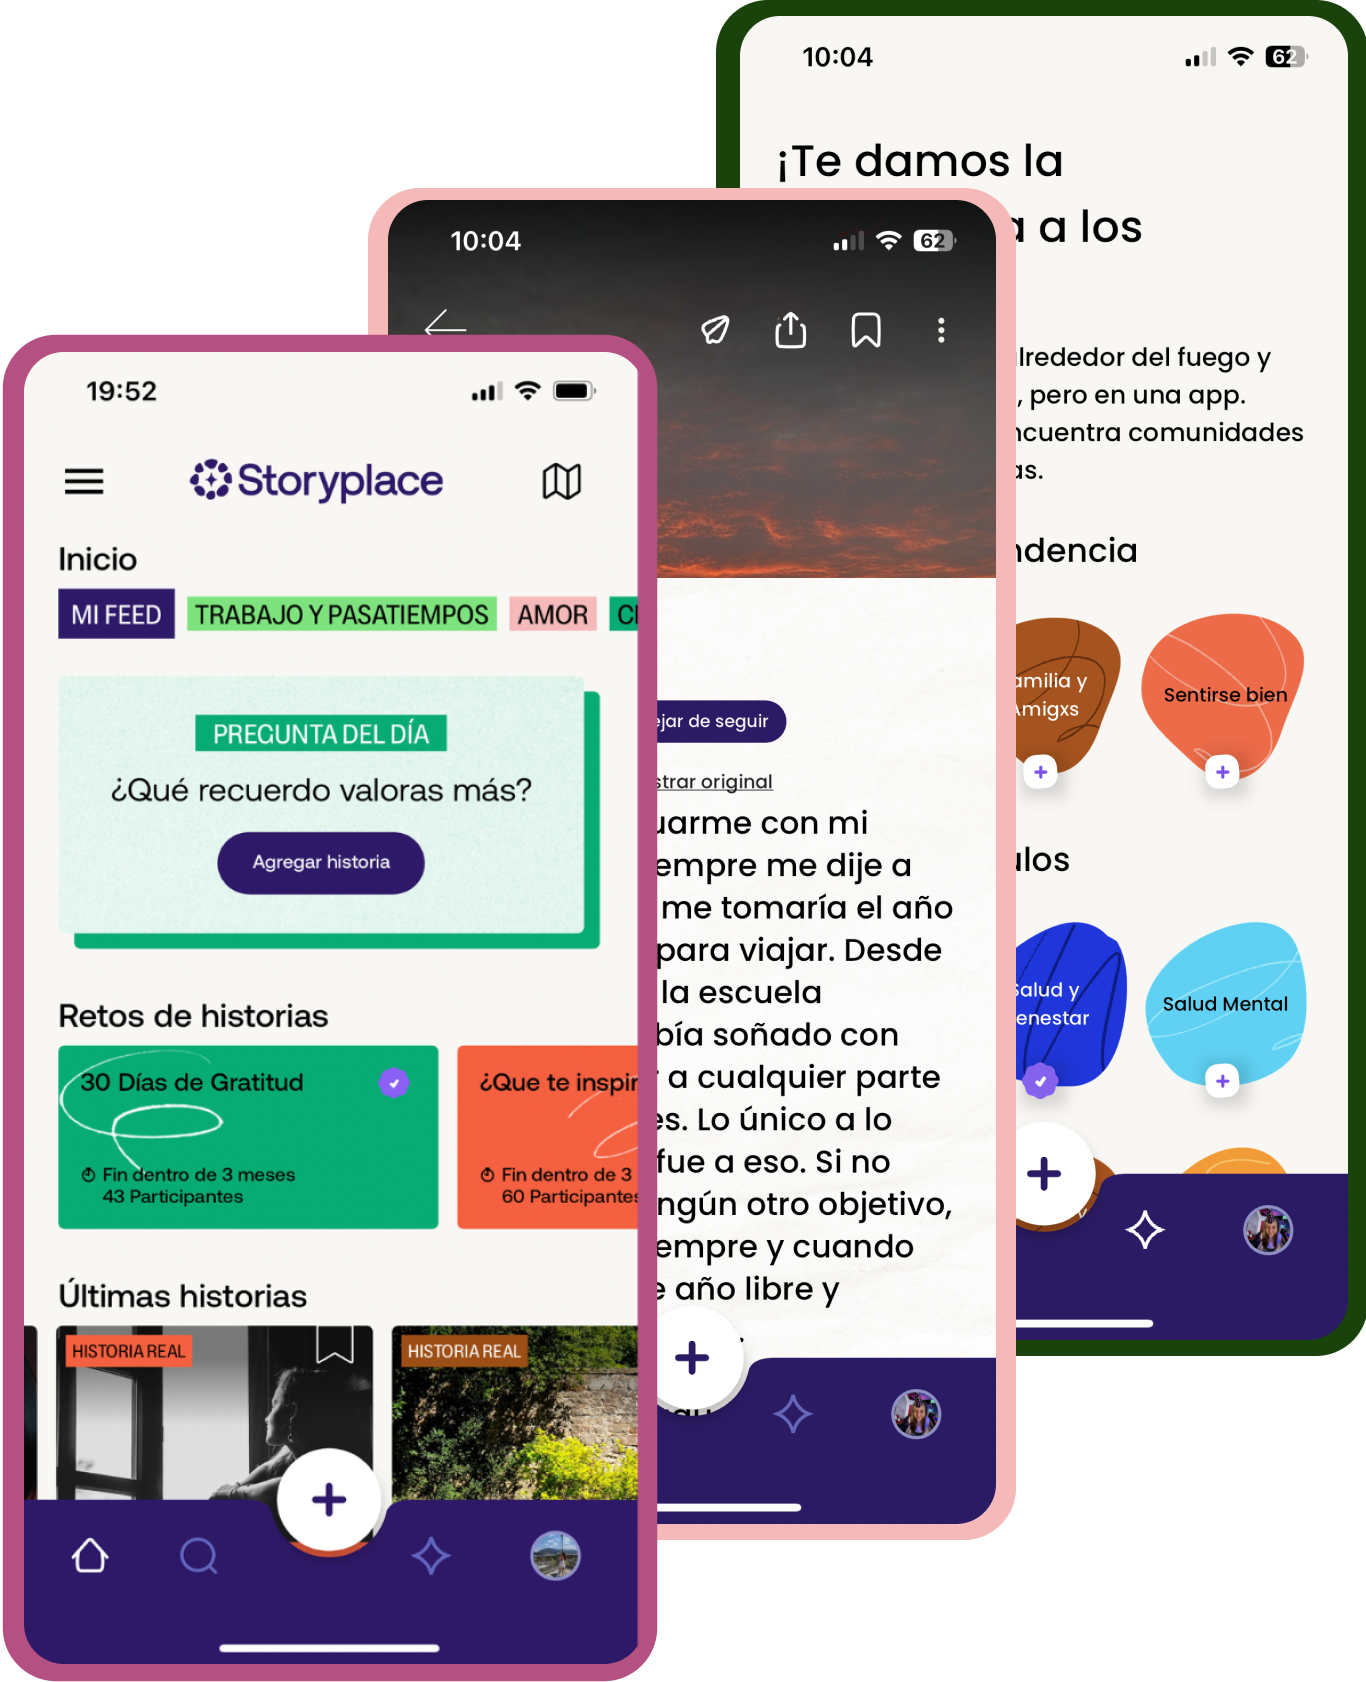 19:52
Storyplace
Inicio
MI FEED TRABAJO Y PASATIEMPOS AMOR
PREGUNTA DEL DÍA
¿Qué recuerdo valoras más?
Agregar historia
Retos de historias
30 Días de Gratitud
Fin dentro de 3 meses
43 Participantes
¿Que te inspir
Fin dentro de 3
60 Participantes
Últimas historias
HISTORIA REAL
HISTORIA REAL
10:04
62
ejar de seguir
strar original
uarme con mi
empre me dije a
me tomaría el año
para viajar. Desde
la escuela
bía soñado con
a cualquier parte
es. Lo único a lo
fue a eso. Si no
ngún otro objetivo,
empre y cuando
e año libre y
10:04
62
¡Te damos la
a a los
lrededor del fuego y
, pero en una app.
ncuentra comunidades
as.
ndencia
amilia y
Amigxs
Sentirse bien
ulos
Salud y
enestar
Salud Mental